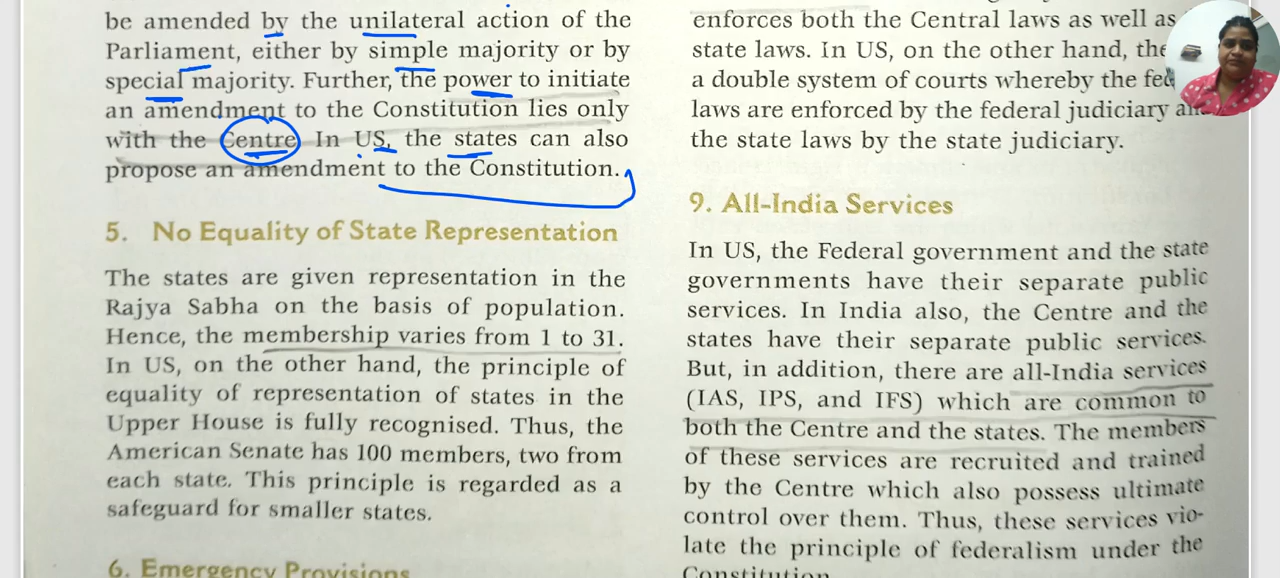 be amended by the unilateral action of the
Parliament, either by simple majority or by
special majority. Further, the power to initiate
an amendment to the Constitution lies only
with the Centre. In US, the states can also
propose an amendment to the Constitution.
5. No Equality of State Representation
The states are given representation in the
Rajya Sabha on the basis of population.
Hence, the membership varies from 1 to 31.
In US, on the other hand, the principle of
equality of representation of states in the
Upper House is fully recognised. Thus, the
American Senate has 100 members, two from
each state. This principle is regarded as a
safeguard for smaller states.
6. Emergency Provisions
enforces both the Central laws as well as
state laws. In US, on the other hand, the
a double system of courts whereby the fed
laws are enforced by the federal judiciary an
the state laws by the state judiciary.
9. All-India Services
In US, the Federal government and the state
governments have their separate public
services. In India also, the Centre and the
states have their separate public services.
But, in addition, there are all-India services
(IAS, IPS, and IFS) which are common to
both the Centre and the states. The members
of these services are recruited and trained
by the Centre which also possess ultimate
control over them. Thus, these services vio-
late the principle of federalism under the
Constitution